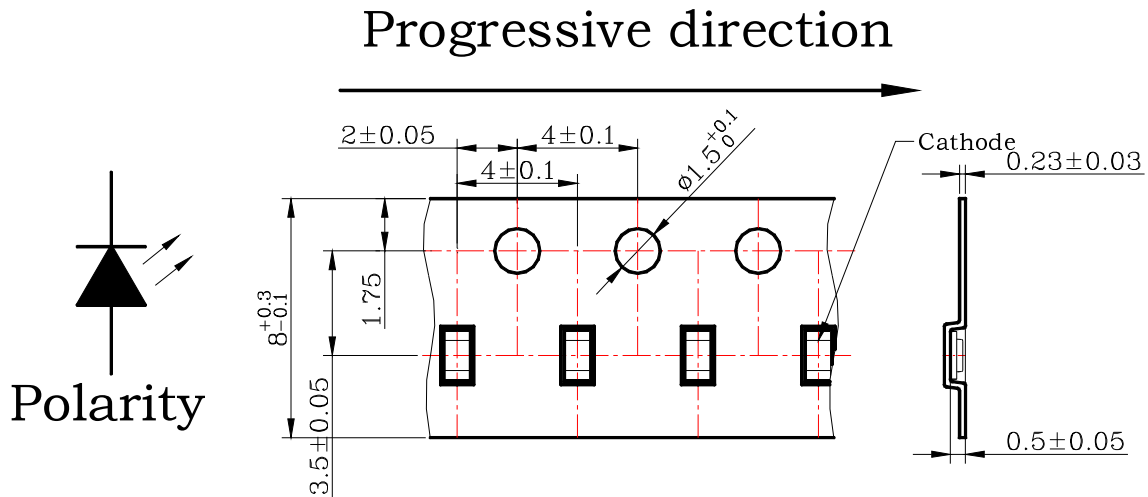 Progressive direction
2±0.05
4±0.1
ø1.5 +0.1 0
Cathode
4±0.1
0.23±0.03
1.75
8 +0.3 -0.1
3.5±0.05
Polarity
0.5±0.05